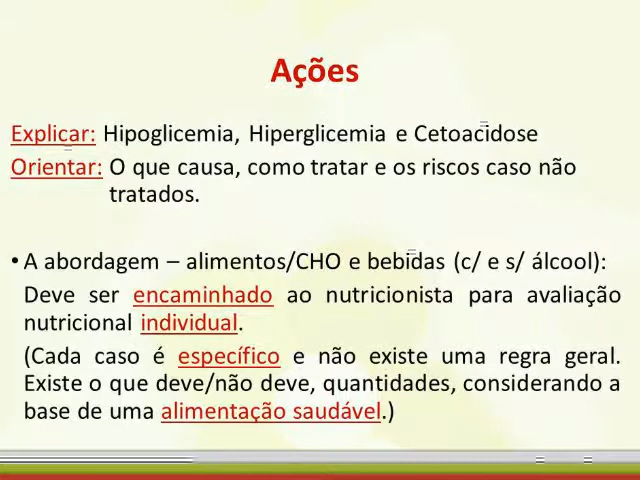 Ações
Explicar: Hipoglicemia, Hiperglicemia e Cetoacidose
Orientar: O que causa, como tratar e os riscos caso não
tratados.
• A abordagem – alimentos/CHO e bebidas (c/ e s/ álcool):
Deve ser encaminhado ao nutricionista para avaliação
nutricional individual.
(Cada caso é específico e não existe uma regra geral.
Existe o que deve/não deve, quantidades, considerando a
base de uma alimentação saudável.)